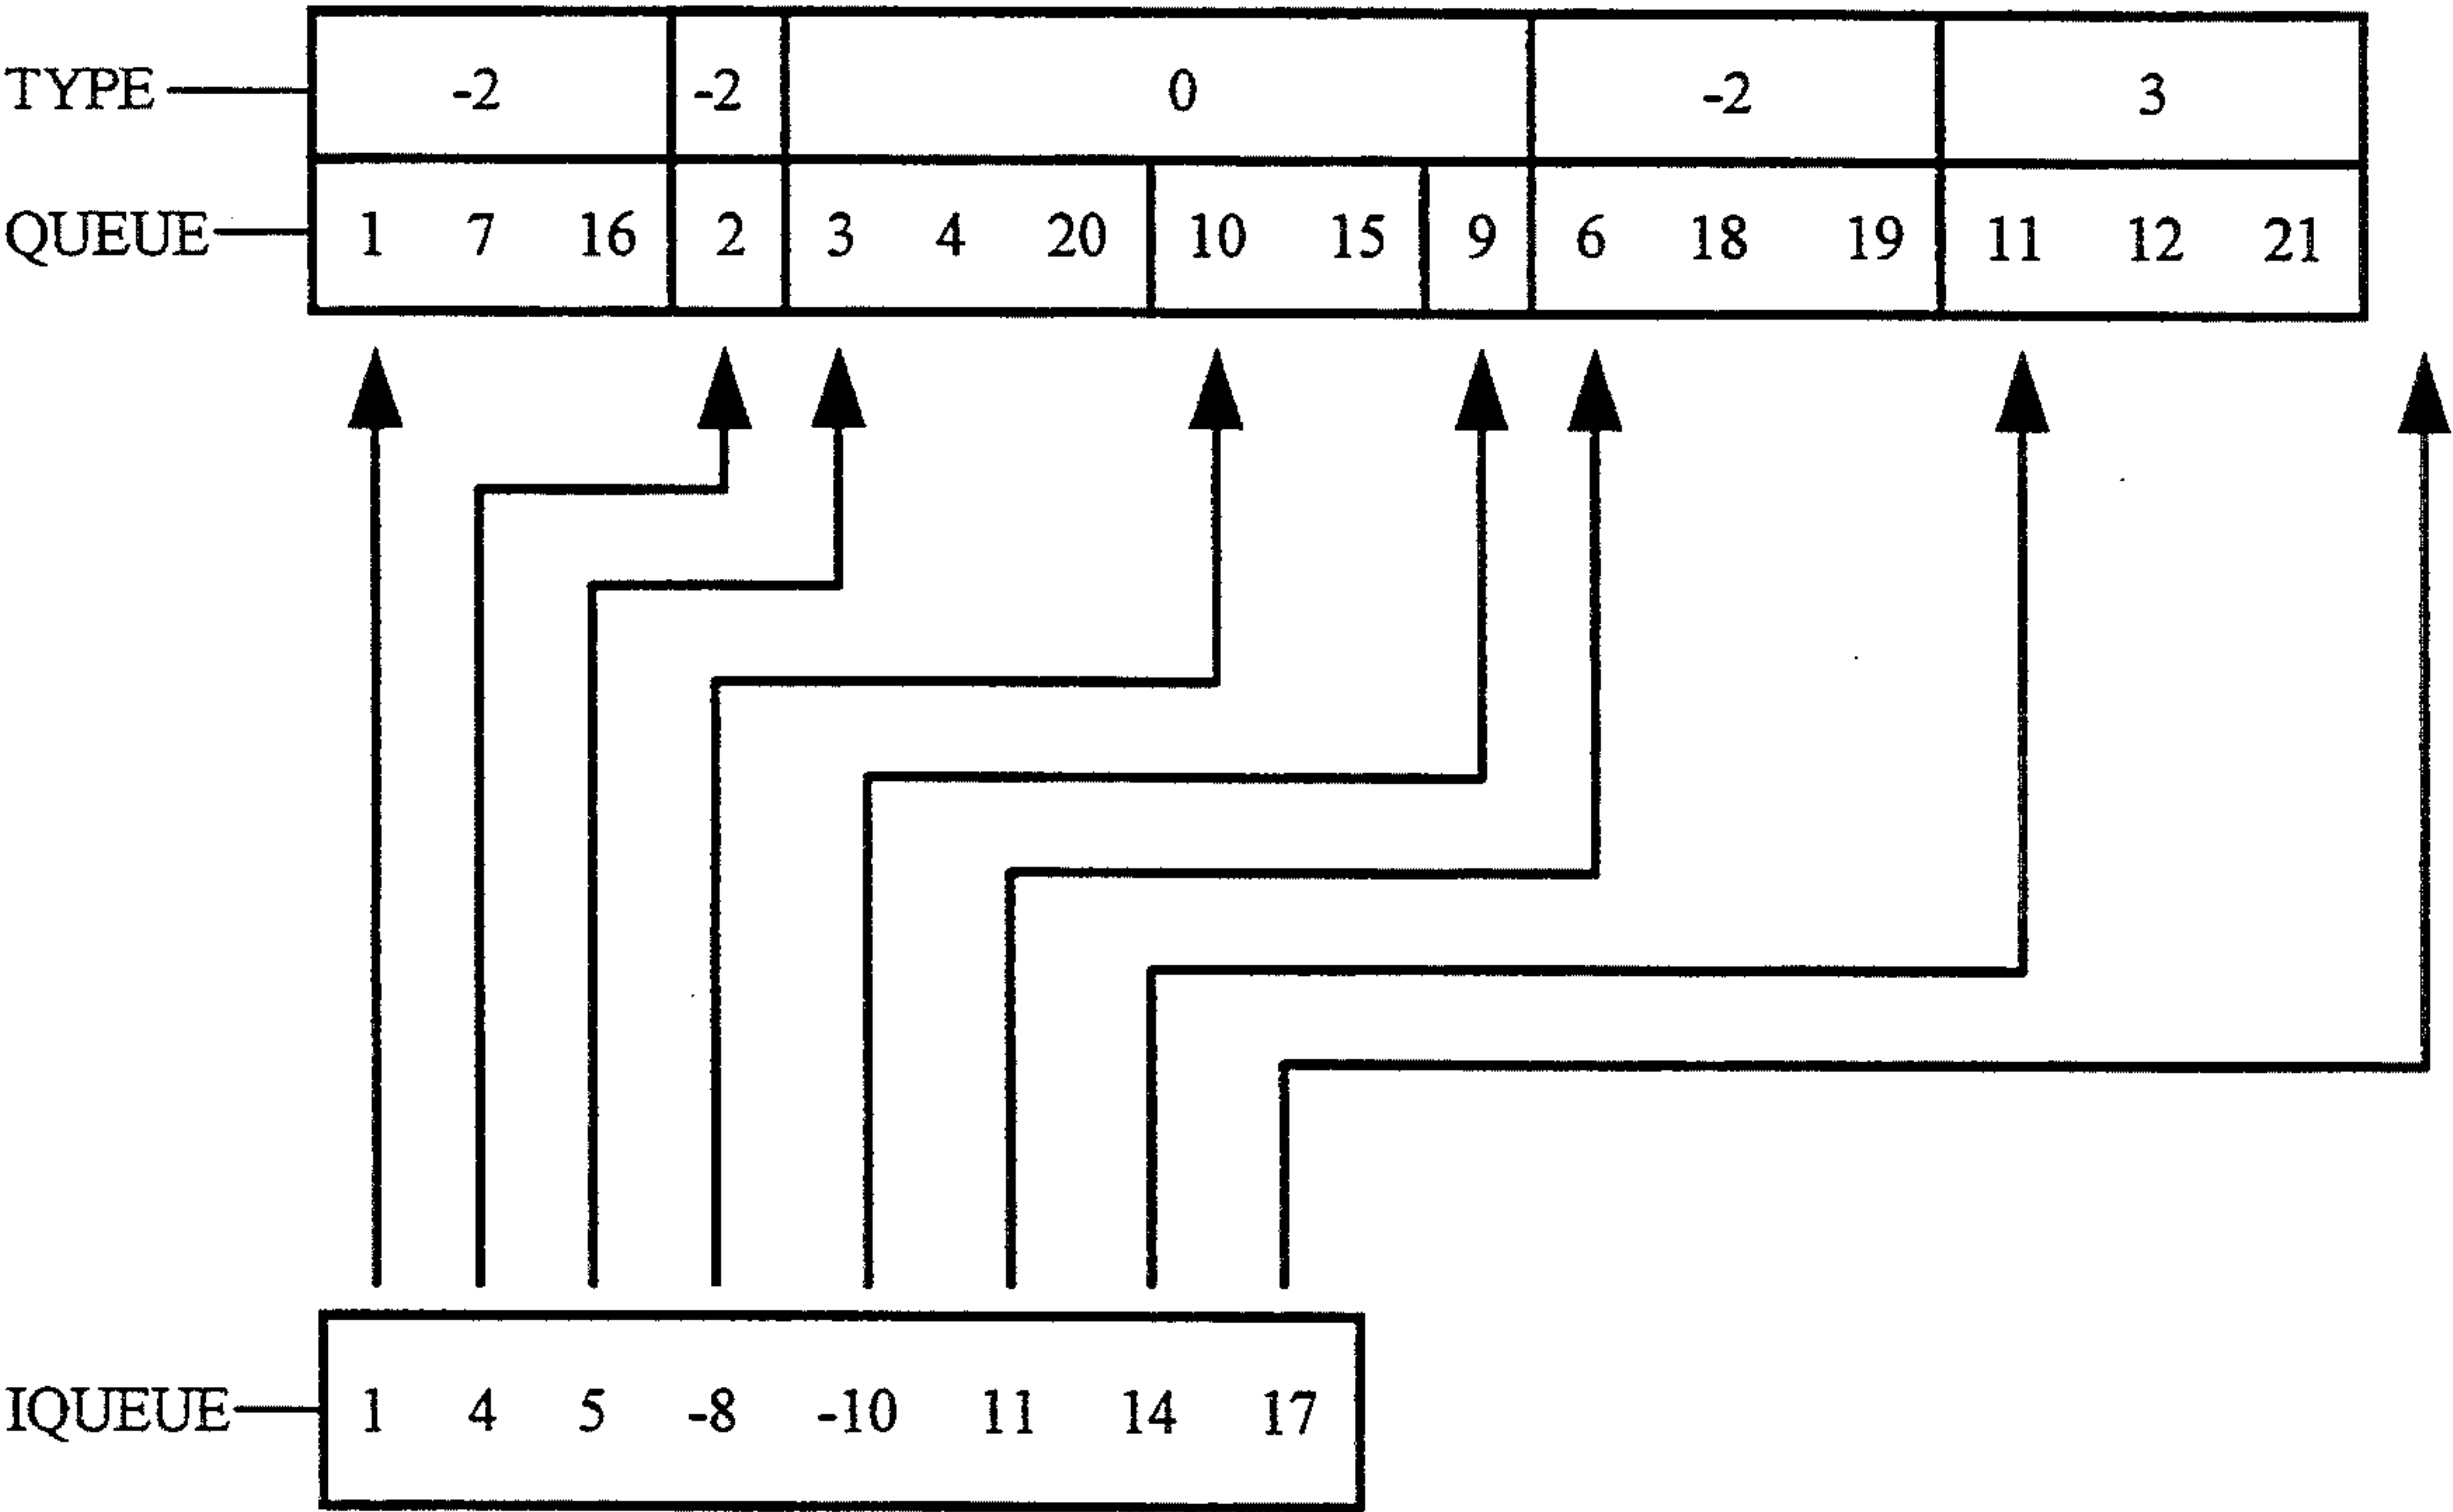 TYPE -2 -2 0 -2 3
QUEUE 1 7 16 2 3 4 20 10 15 9 6 18 19 11 12 21
IQUEUE 1 4 5 -8 -10 11 14 17